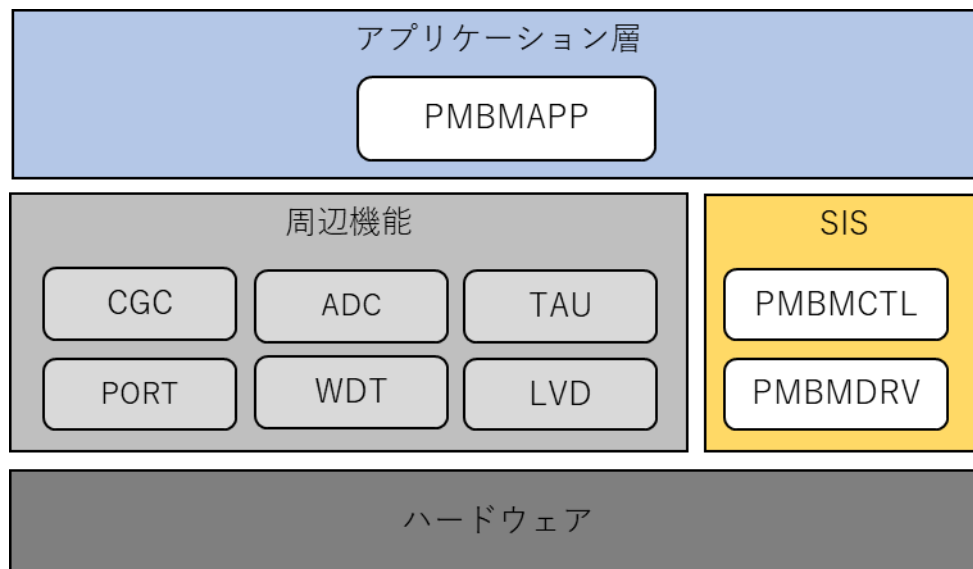 アプリケーション層
PMBMAPP
周辺機能
CGC
ADC
TAU
PORT
WDT
LVD
SIS
PMBMCTL
PMBMDRV
ハードウェア